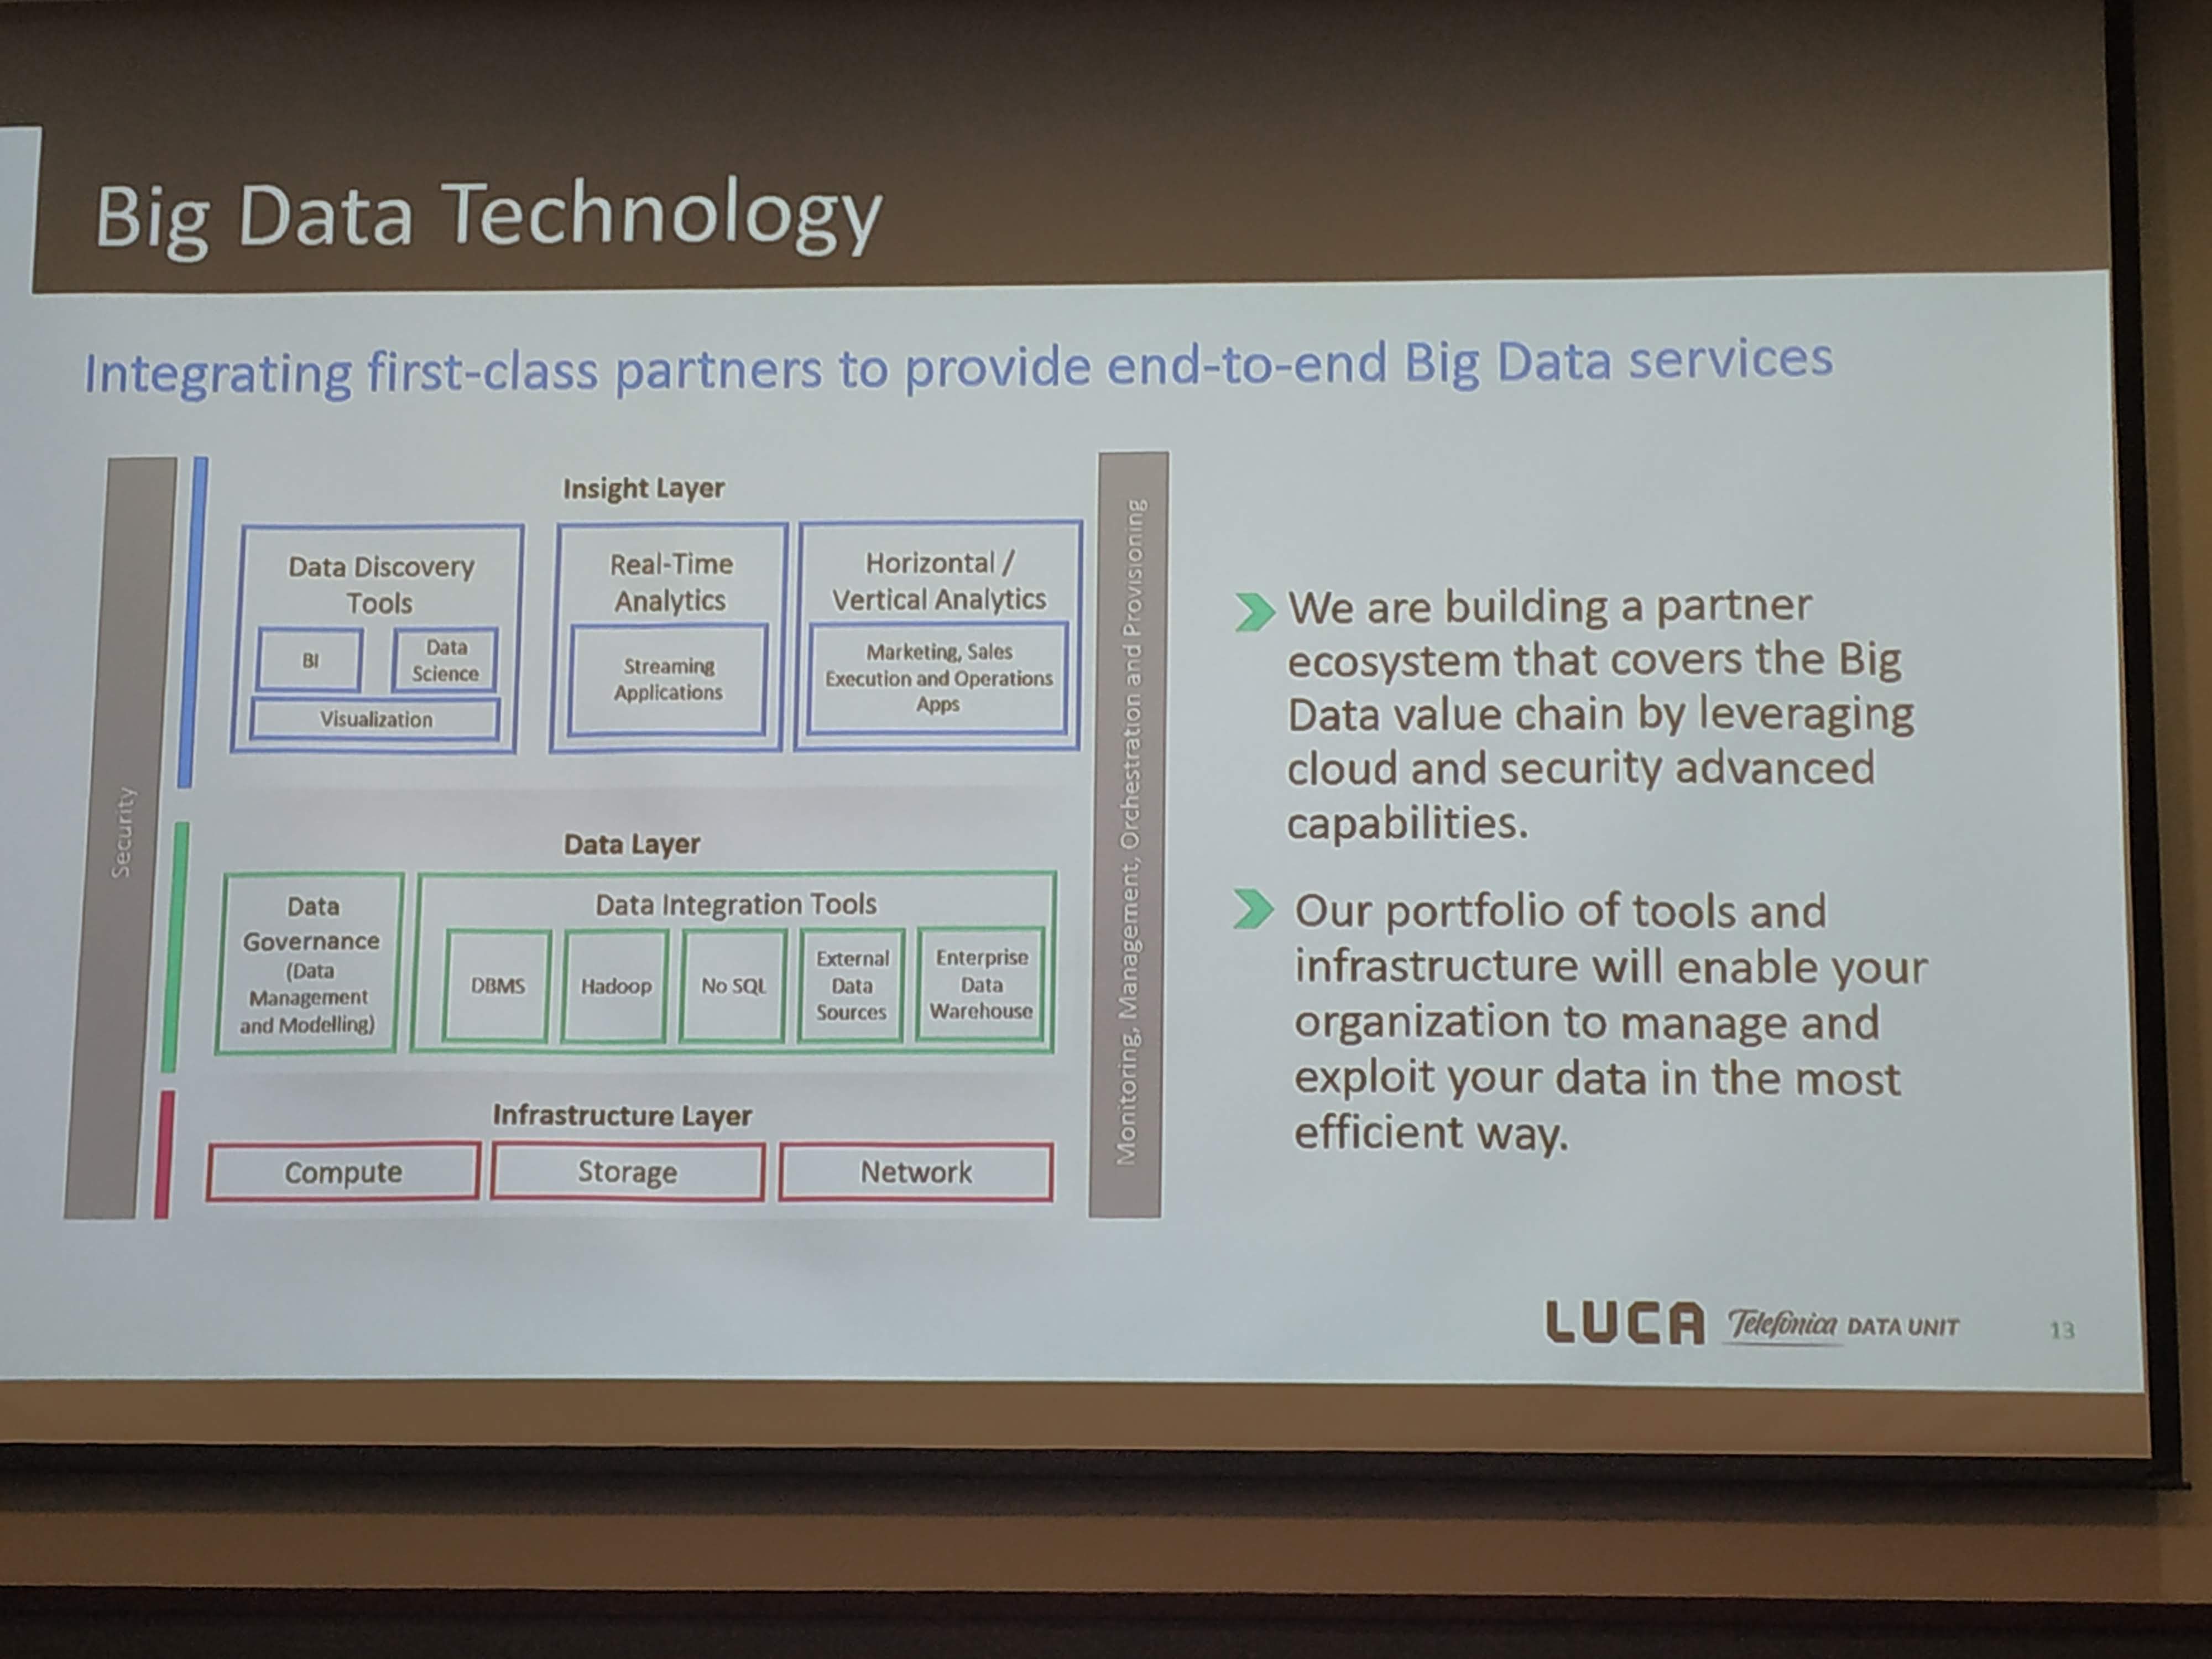 Big Data Technology
Integrating first-class partners to provide end-to-end Big Data services
Security
Insight Layer
Data Discovery
Tools
BI
Data
Science
Visualization
Real-Time
Analytics
Streaming
Applications
Horizontal /
Vertical Analytics
Marketing, Sales
Execution and Operations
Apps
Data Layer
Data
Governance
(Data
Management
and Modelling)
Data Integration Tools
DBMS
Hadoop
No SQL
External
Data
Sources
Enterprise
Data
Warehouse
Infrastructure Layer
Compute
Storage
Network
Monitoring, Management, Orchestration and Provisioning
We are building a partner
ecosystem that covers the Big
Data value chain by leveraging
cloud and security advanced
capabilities.
Our portfolio of tools and
infrastructure will enable your
organization to manage and
exploit your data in the most
efficient way.
LUCA Telefónica DATA UNIT
13